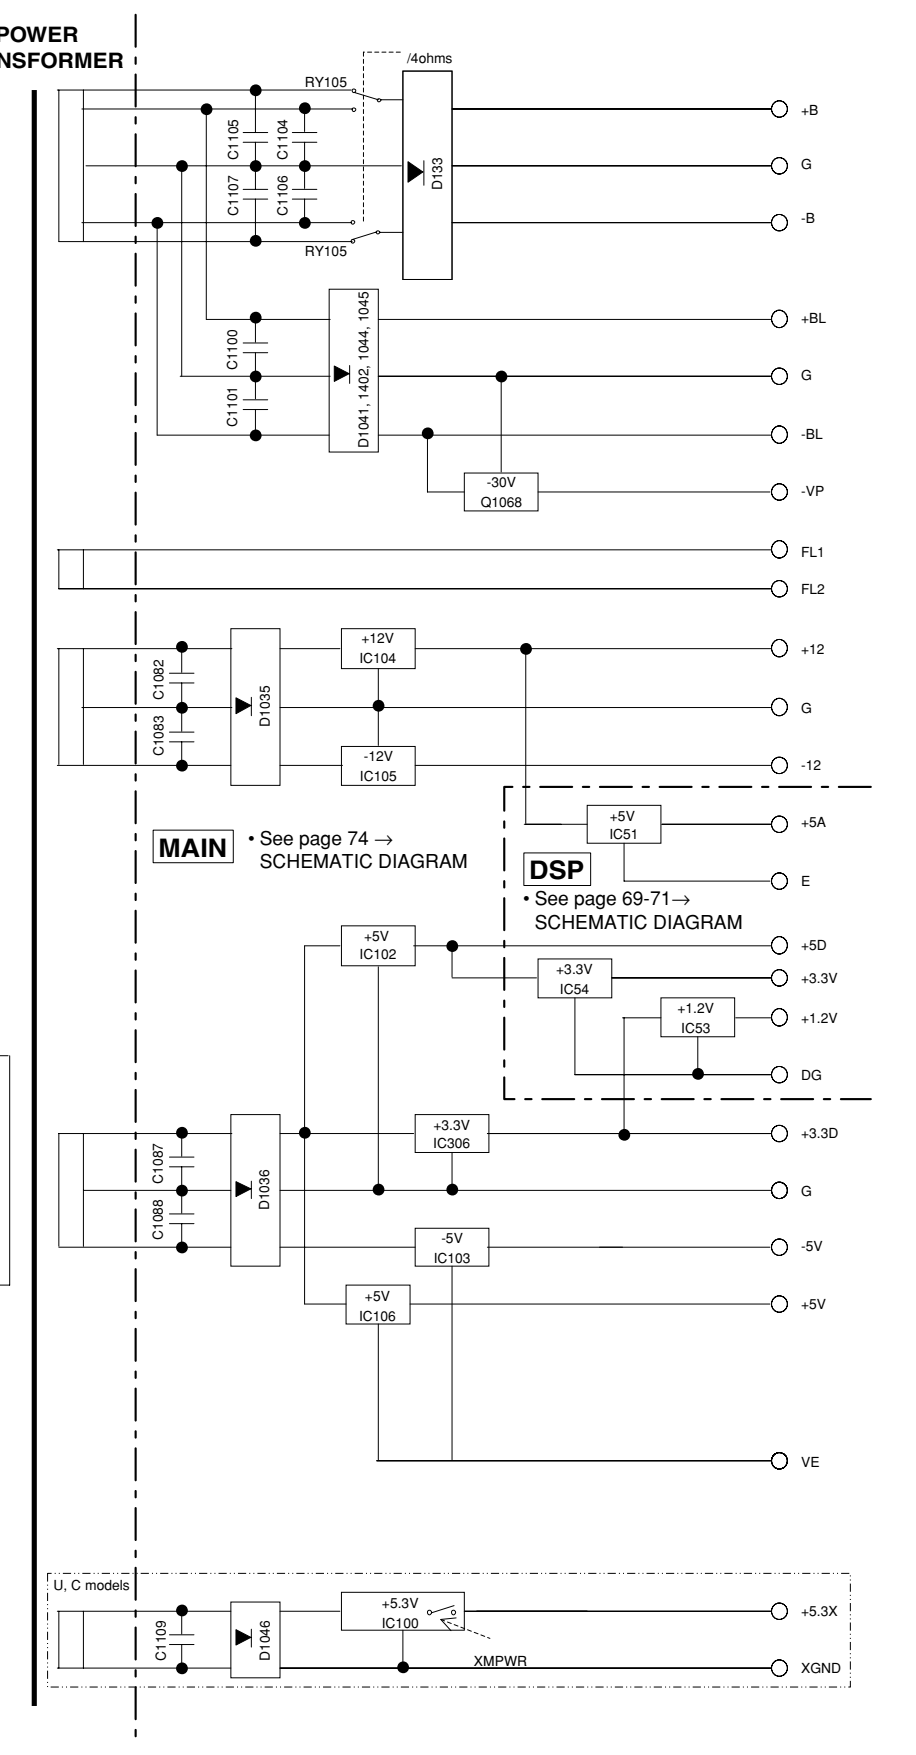 POWER
NSFORMER
/4ohms
RY105
+B
C1105
C1104
G
D133
C1107
C1106
-B
RY105
D1041, 1402, 1044, 1045
+BL
C1100
G
C1101
-BL
-30V
Q1068
-VP
FL1
FL2
+12V
IC104
+12
C1082
D1035
G
C1083
-12V
IC105
-12
+5V
IC51
+5A
MAIN
• See page 74 →
SCHEMATIC DIAGRAM
DSP
E
• See page 69-71→
SCHEMATIC DIAGRAM
+5V
IC102
+5D
+3.3V
IC54
+3.3V
+1.2V
IC53
+1.2V
DG
+3.3V
IC306
+3.3D
C1087
D1036
G
C1088
-5V
IC103
-5V
+5V
IC106
+5V
VE
U, C models
+5.3V
IC100
+5.3X
C1109
D1046
XMPWR
XGND